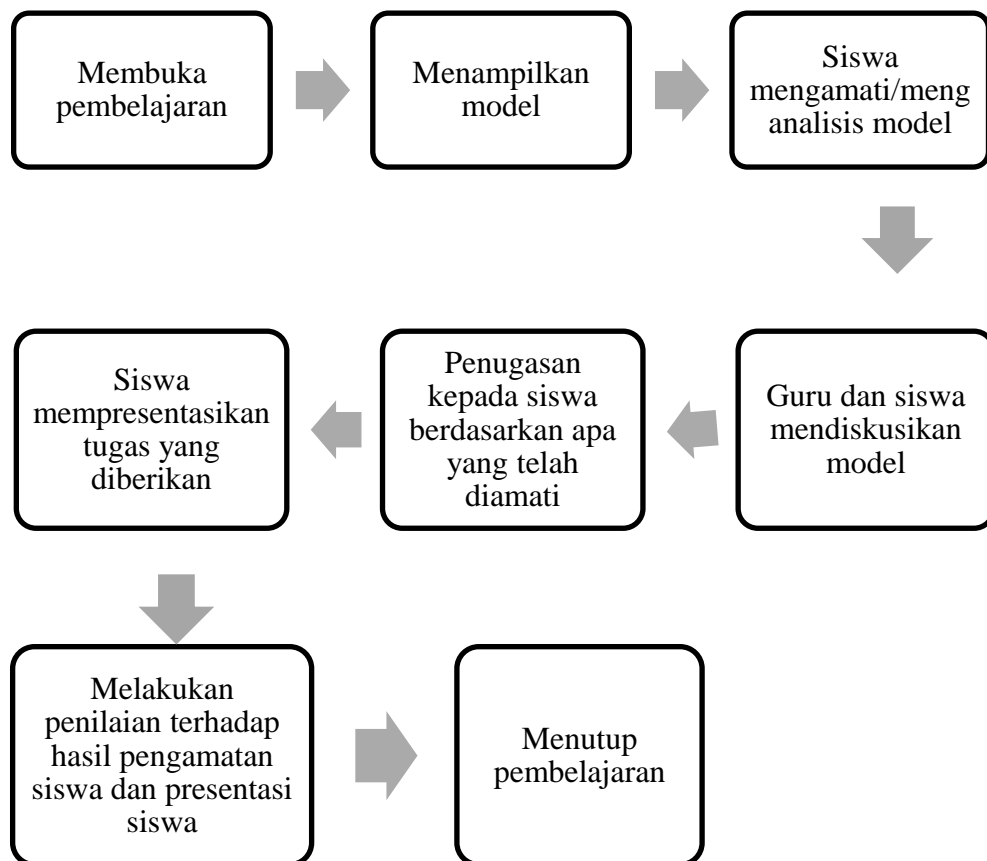 Membuka
pembelajaran
Menampilkan
model
Siswa
mengamati/meng
analisis model
Guru dan siswa
mendiskusikan
model
Penugasan
kepada siswa
berdasarkan apa
yang telah
diamati
Siswa
mempresentasikan
tugas yang
diberikan
Melakukan
penilaian terhadap
hasil pengamatan
siswa dan presentasi
siswa
Menutup
pembelajaran